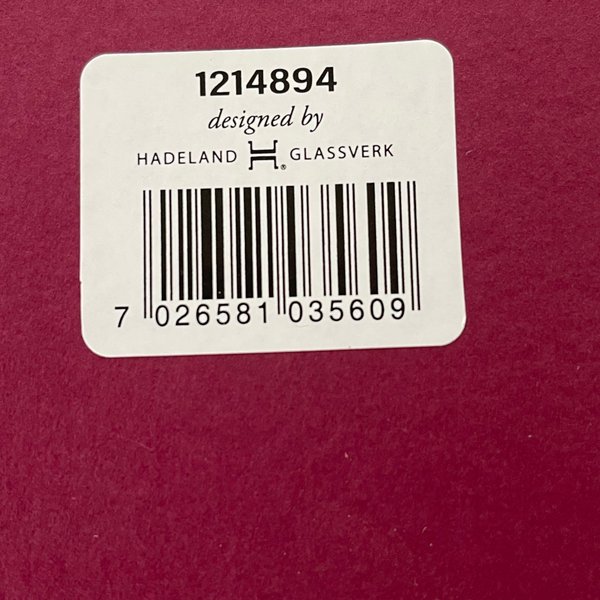 1214894
designed by
HADELAND GLASSVERK
7 026581 035609